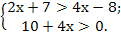 2x + 7 > 4x − 8;
10 + 4x > 0.